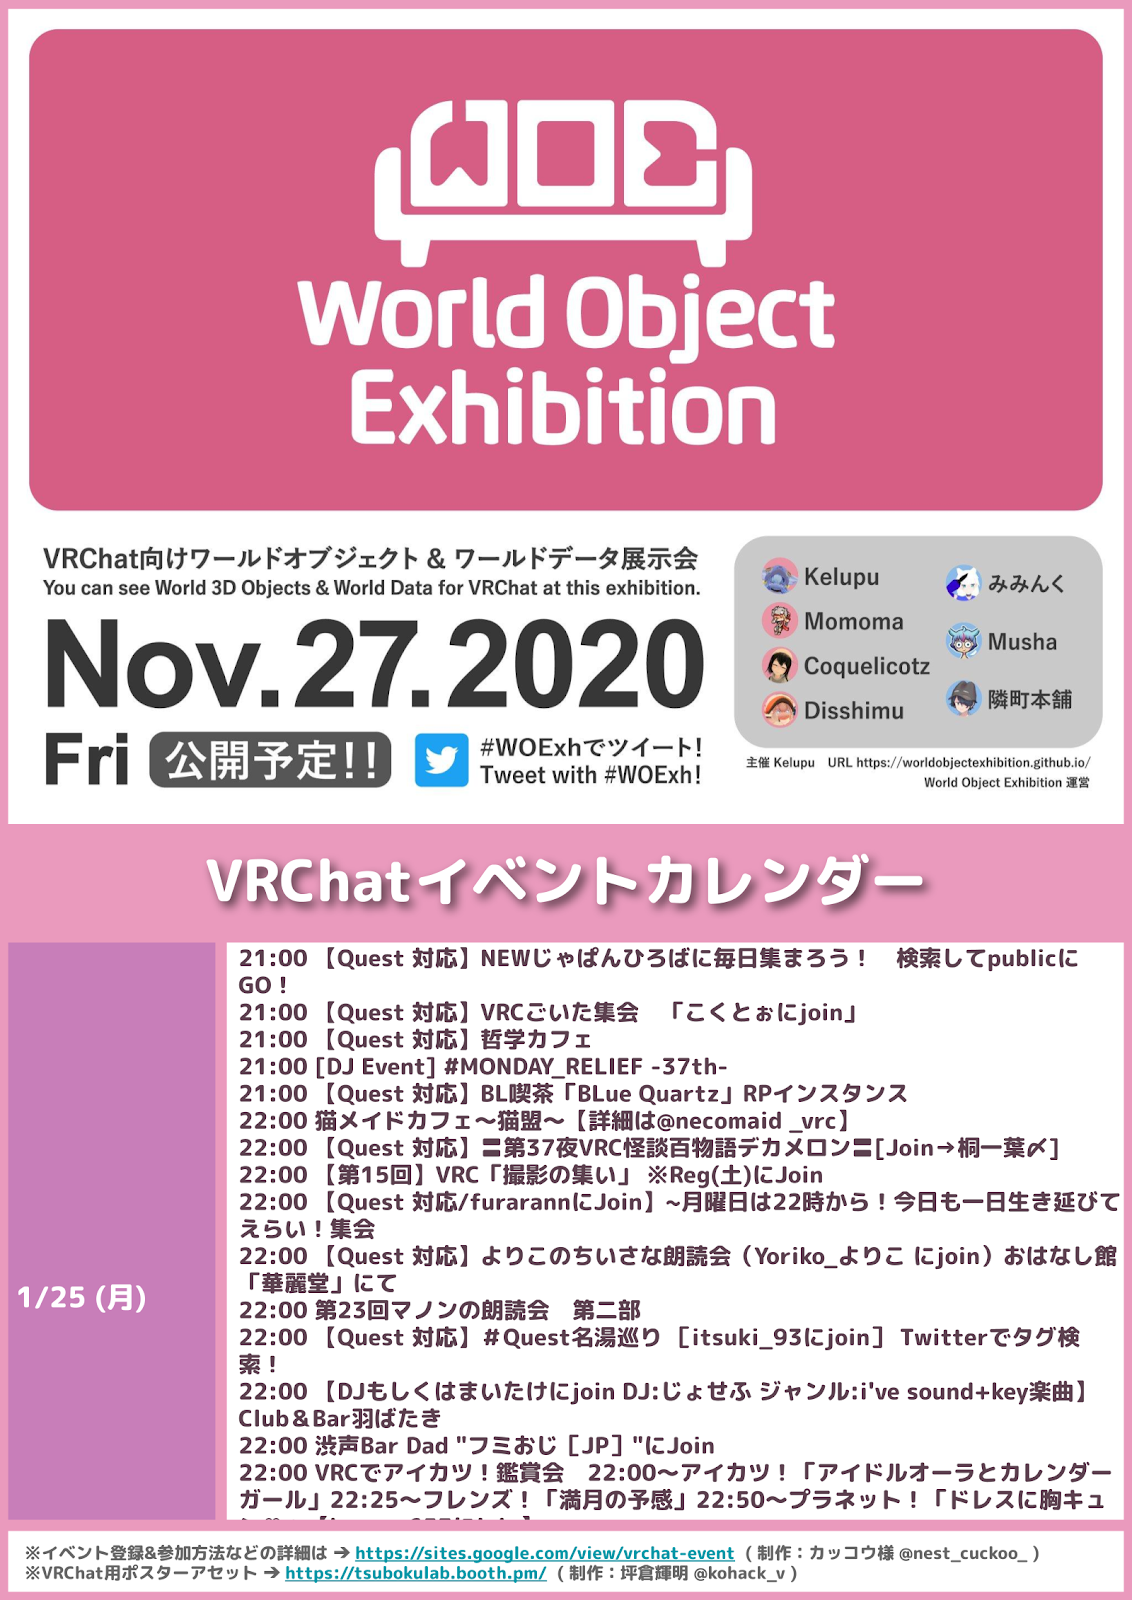 WOE
World Object
Exhibition
VRChat向けワールドオブジェクト & ワールドデータ展示会
You can see World 3D Objects & World Data for VRChat at this exhibition.
Nov.27.2020
Fri 公開予定!!
#WOExhでツイート!
Tweet with #WOExh!
Kelupu
Momoma
Coquelicotz
Disshimu
みみんく
Musha
隣町本舗
主催 Kelupu URL https://worldobjectexhibition.github.io/
World Object Exhibition 運営
VRChatイベントカレンダー
1/25 (月)
21:00 【Quest 対応】NEWじゃぱんひろばに毎日集まろう！　検索してpublicに
GO！
21:00 【Quest 対応】VRCごいた集会　「こくとぉにjoin」
21:00 【Quest 対応】哲学カフェ
21:00 [DJ Event] #MONDAY_RELIEF -37th-
21:00 【Quest 対応】BL喫茶「BLue Quartz」RPインスタンス
22:00 猫メイドカフェ～猫盟～【詳細は@necomaid _vrc】
22:00 【Quest 対応】〓第37夜VRC怪談百物語デカメロン〓[Join→桐一葉〆]
22:00 【第15回】VRC「撮影の集い」 ※Reg(土)にJoin
22:00 【Quest 対応/furarannにJoin】~月曜日は22時から！今日も一日生き延びて
えらい！集会
22:00 【Quest 対応】よりこのちいさな朗読会（Yoriko_よりこ にjoin）おはなし館
「華麗堂」にて
22:00 第23回マノンの朗読会　第二部
22:00 【Quest 対応】＃Quest名湯巡り ［itsuki_93にjoin］ Twitterでタグ検
索！
22:00 【DJもしくはまいたけにjoin DJ:じょせふ ジャンル:i've sound+key楽曲】
Club＆Bar羽ばたき
22:00 渋声Bar Dad "フミおじ［JP］"にJoin
22:00 VRCでアイカツ！鑑賞会　22:00～アイカツ！「アイドルオーラとカレンダー
ガール」22:25～フレンズ！「満月の予感」22:50～プラネット！「ドレスに胸キュ
※イベント登録&参加方法などの詳細は → https://sites.google.com/view/vrchat-event （制作：カッコウ様 @nest_cuckoo_）
※VRChat用ポスターアセット → https://tsubokulab.booth.pm/ （制作：坪倉輝明 @kohack_v）